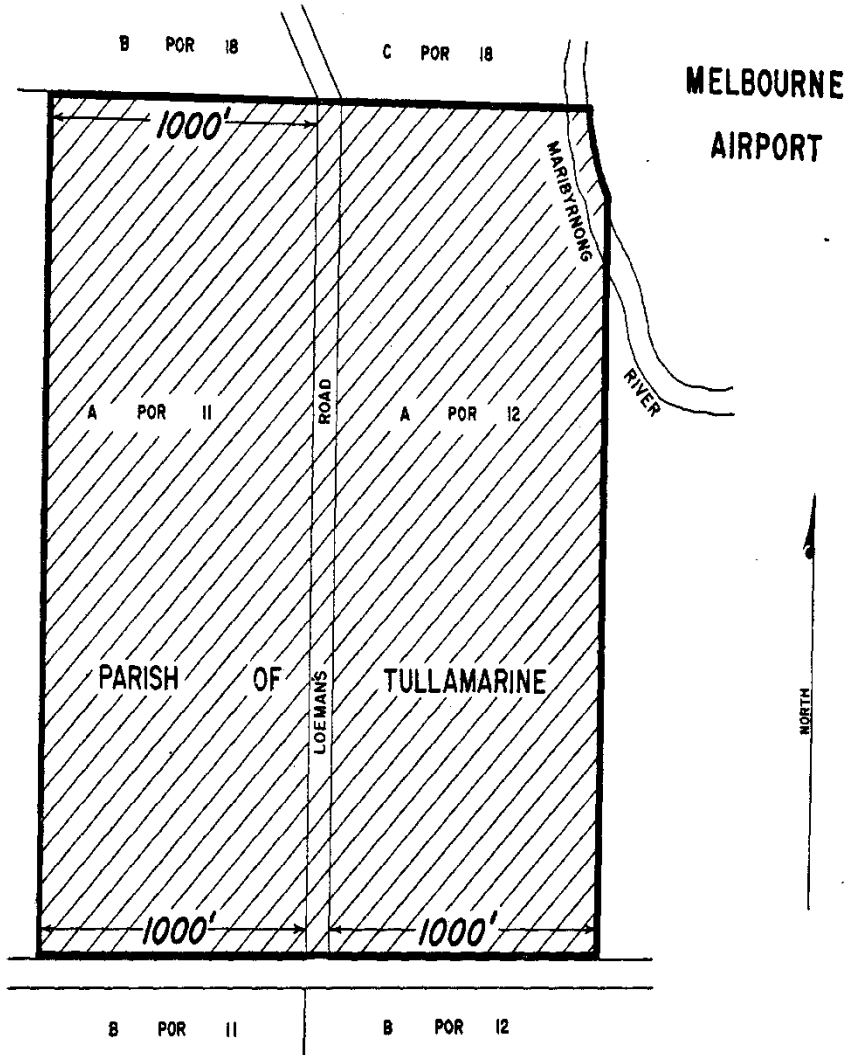 B POR 18
C POR 18
MELBOURNE
AIRPORT
1000'
MARIBYRNONG
RIVER
ROAD
A POR 11
A POR 12
PARISH OF TULLAMARINE
LOEMAN'S
NORTH
1000'
1000'
B POR 11
B POR 12